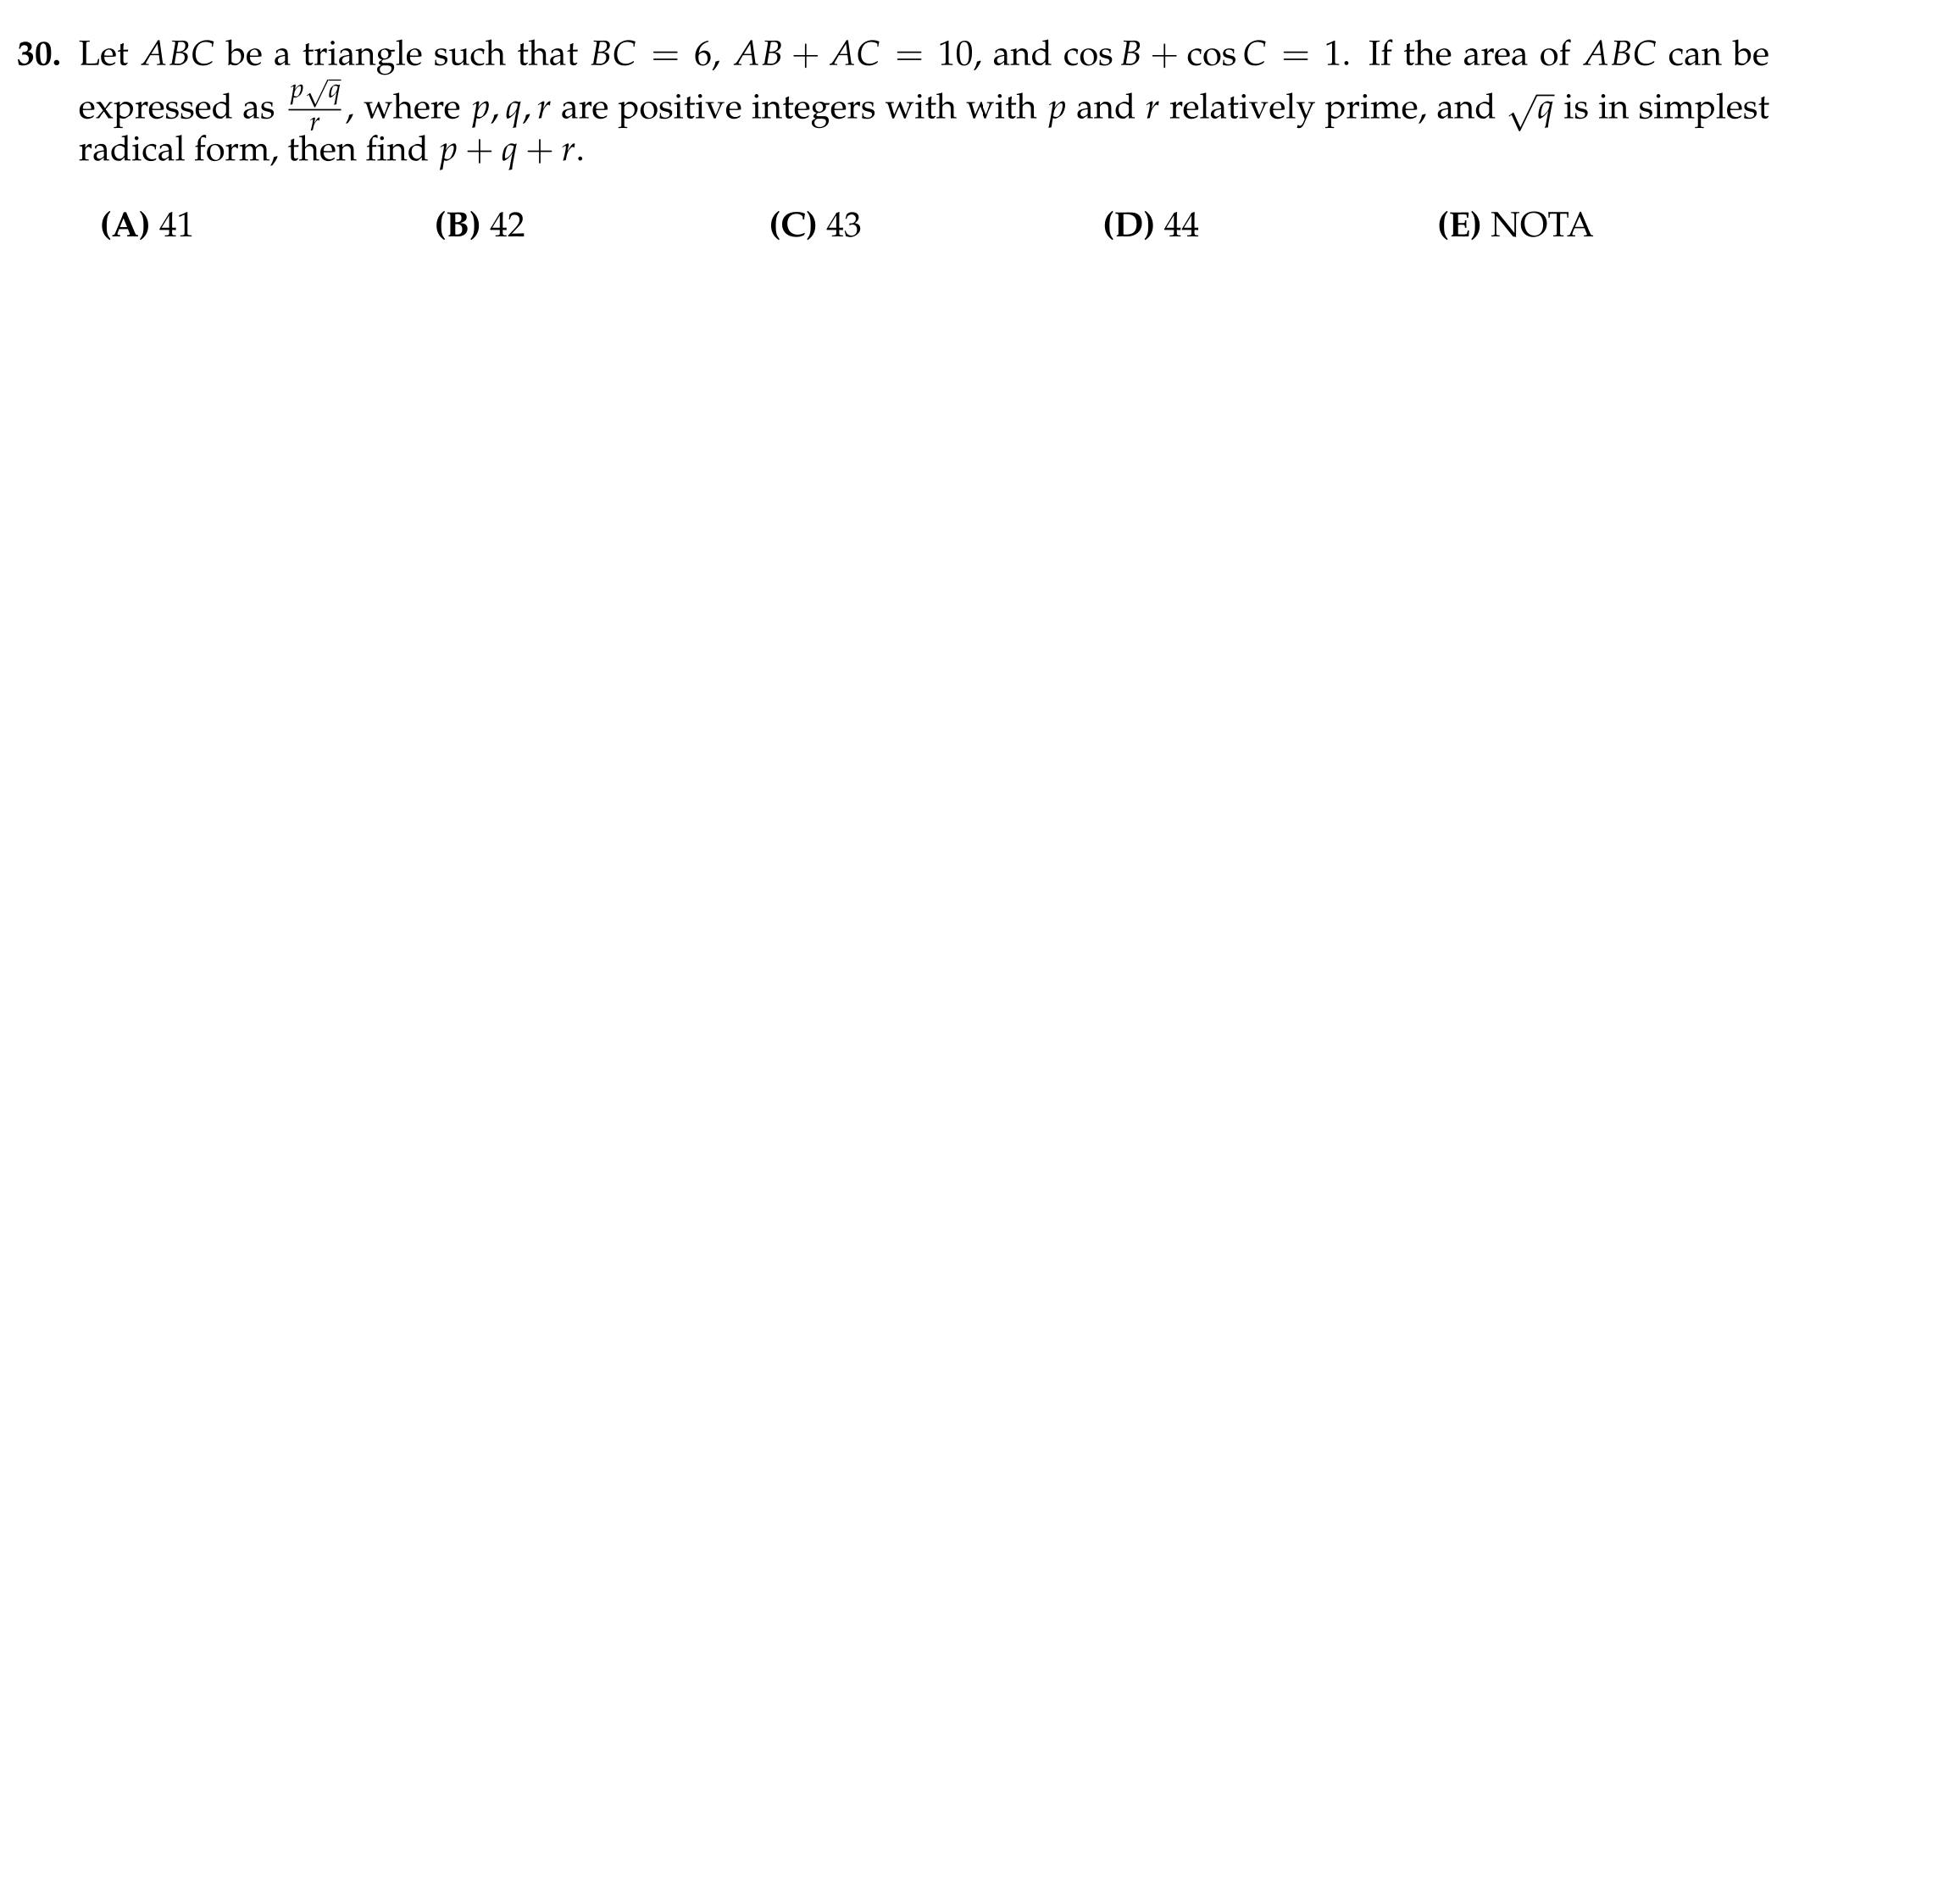 30. Let ABC be a triangle such that BC = 6, AB + AC = 10, and cos B + cos C = 1. If the area of ABC can be
expressed as \frac{p\sqrt{q}}{r}, where p, q, r are positive integers with with p and r relatively prime, and \sqrt{q} is in simplest
radical form, then find p + q + r.
(A) 41 (B) 42 (C) 43 (D) 44 (E) NOTA